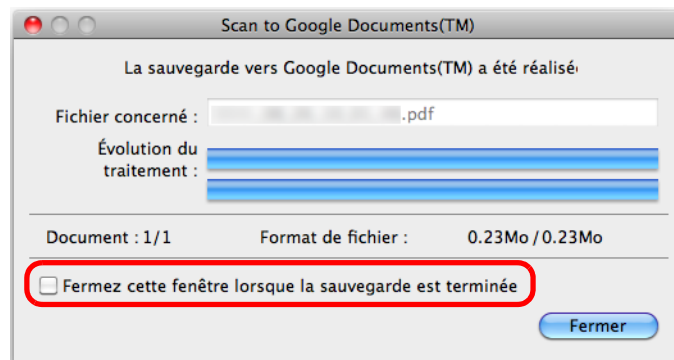 Scan to Google Documents(TM)
La sauvegarde vers Google Documents(TM) a été réalisé
Fichier concerné : .pdf
Évolution du
traitement :
Document : 1/1 Format de fichier : 0.23Mo / 0.23Mo
Fermez cette fenêtre lorsque la sauvegarde est terminée
Fermer